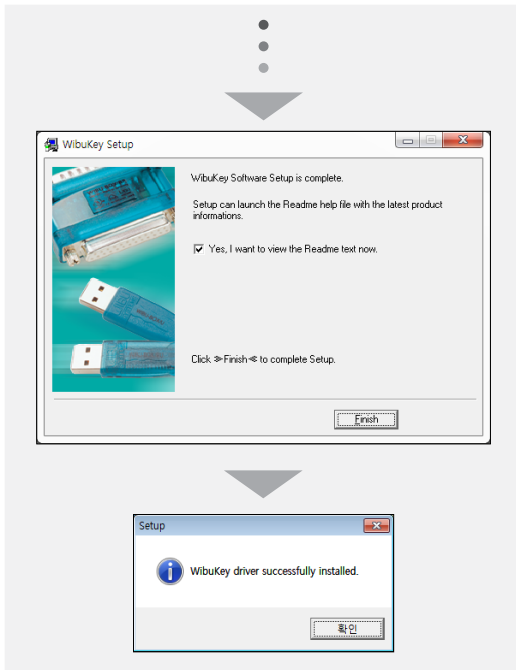 WibuKey Setup
WibuKey Software Setup is complete.
Setup can launch the Readme help file with the latest product
informations.
Yes, I want to view the Readme text now.
Click ≫Finish≪ to complete Setup.
Finish
Setup
WibuKey driver successfully installed.
확인